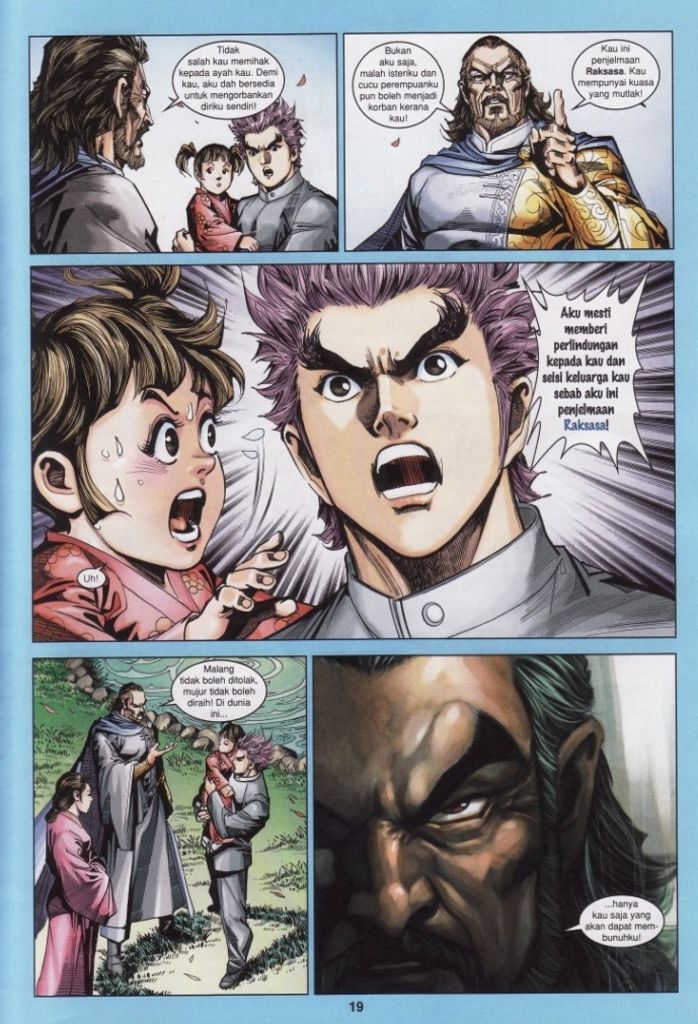 Tidak
salah kau memihak
kepada ayah kau. Demi
kau, aku dah bersedia
untuk mengorbankan
diriku sendiri!
Bukan
aku saja,
malah isteriku dan
cucu perempuanku
pun boleh menjadi
korban kerana
kau!
Kau ini
penjelmaan
Raksasa. Kau
mempunyai kuasa
yang mutlak!
Aku mesti
memberi
perlindungan
kepada kau dan
seisi keluarga kau
sebab aku ini
penjelmaan
Raksasa!
Uh!
Malang
tidak boleh ditolak,
mujur tidak boleh
diraih! Di dunia
ini...
...hanya
kau saja yang
akan dapat mem-
bunuhku!
19